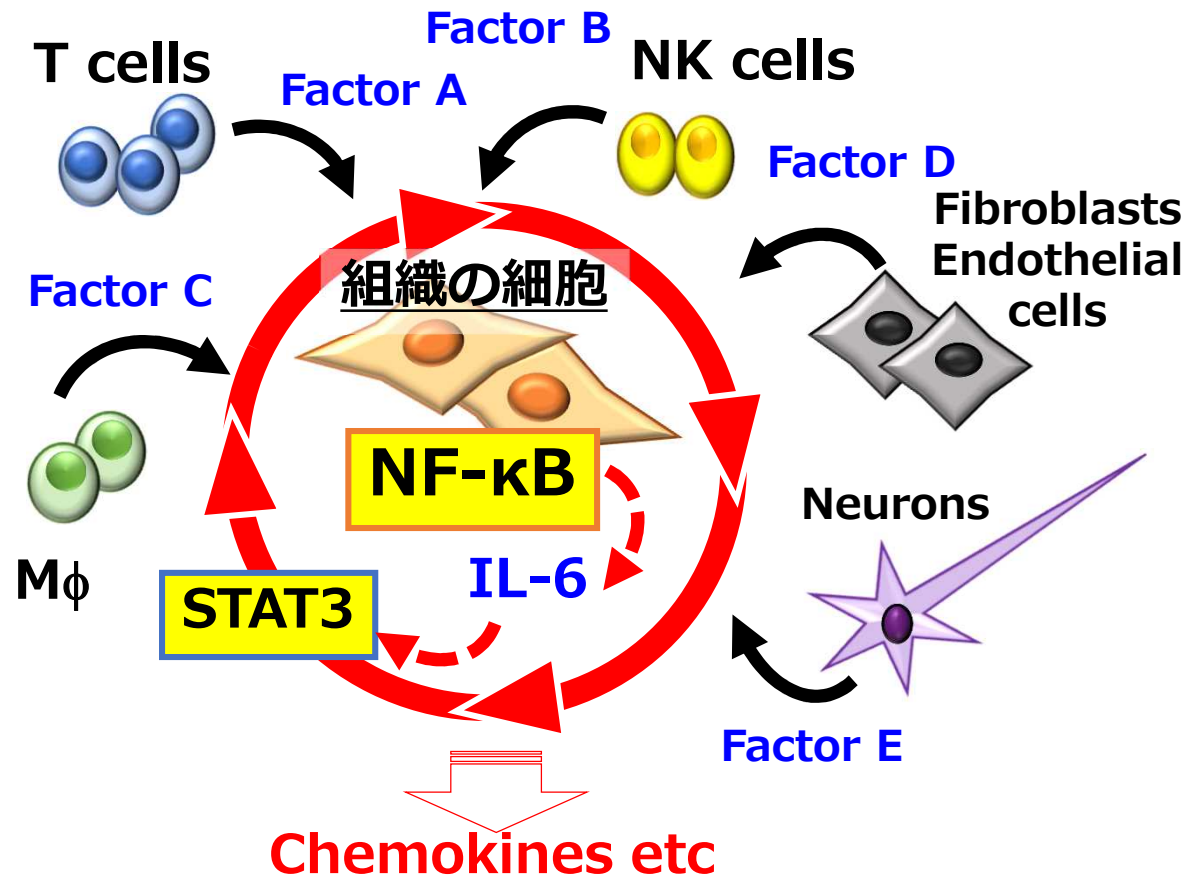 Factor B
T cells
NK cells
Factor A
Factor D
Fibroblasts
Endothelial
cells
組織の細胞
Factor C
NF-κB
Neurons
Mϕ
IL-6
STAT3
Factor E
Chemokines etc